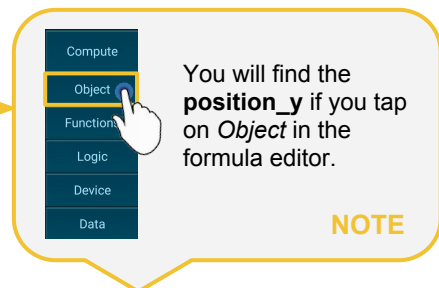 Compute
Object
Functions
Logic
Device
Data
You will find the
position_y if you tap
on Object in the
formula editor.
NOTE